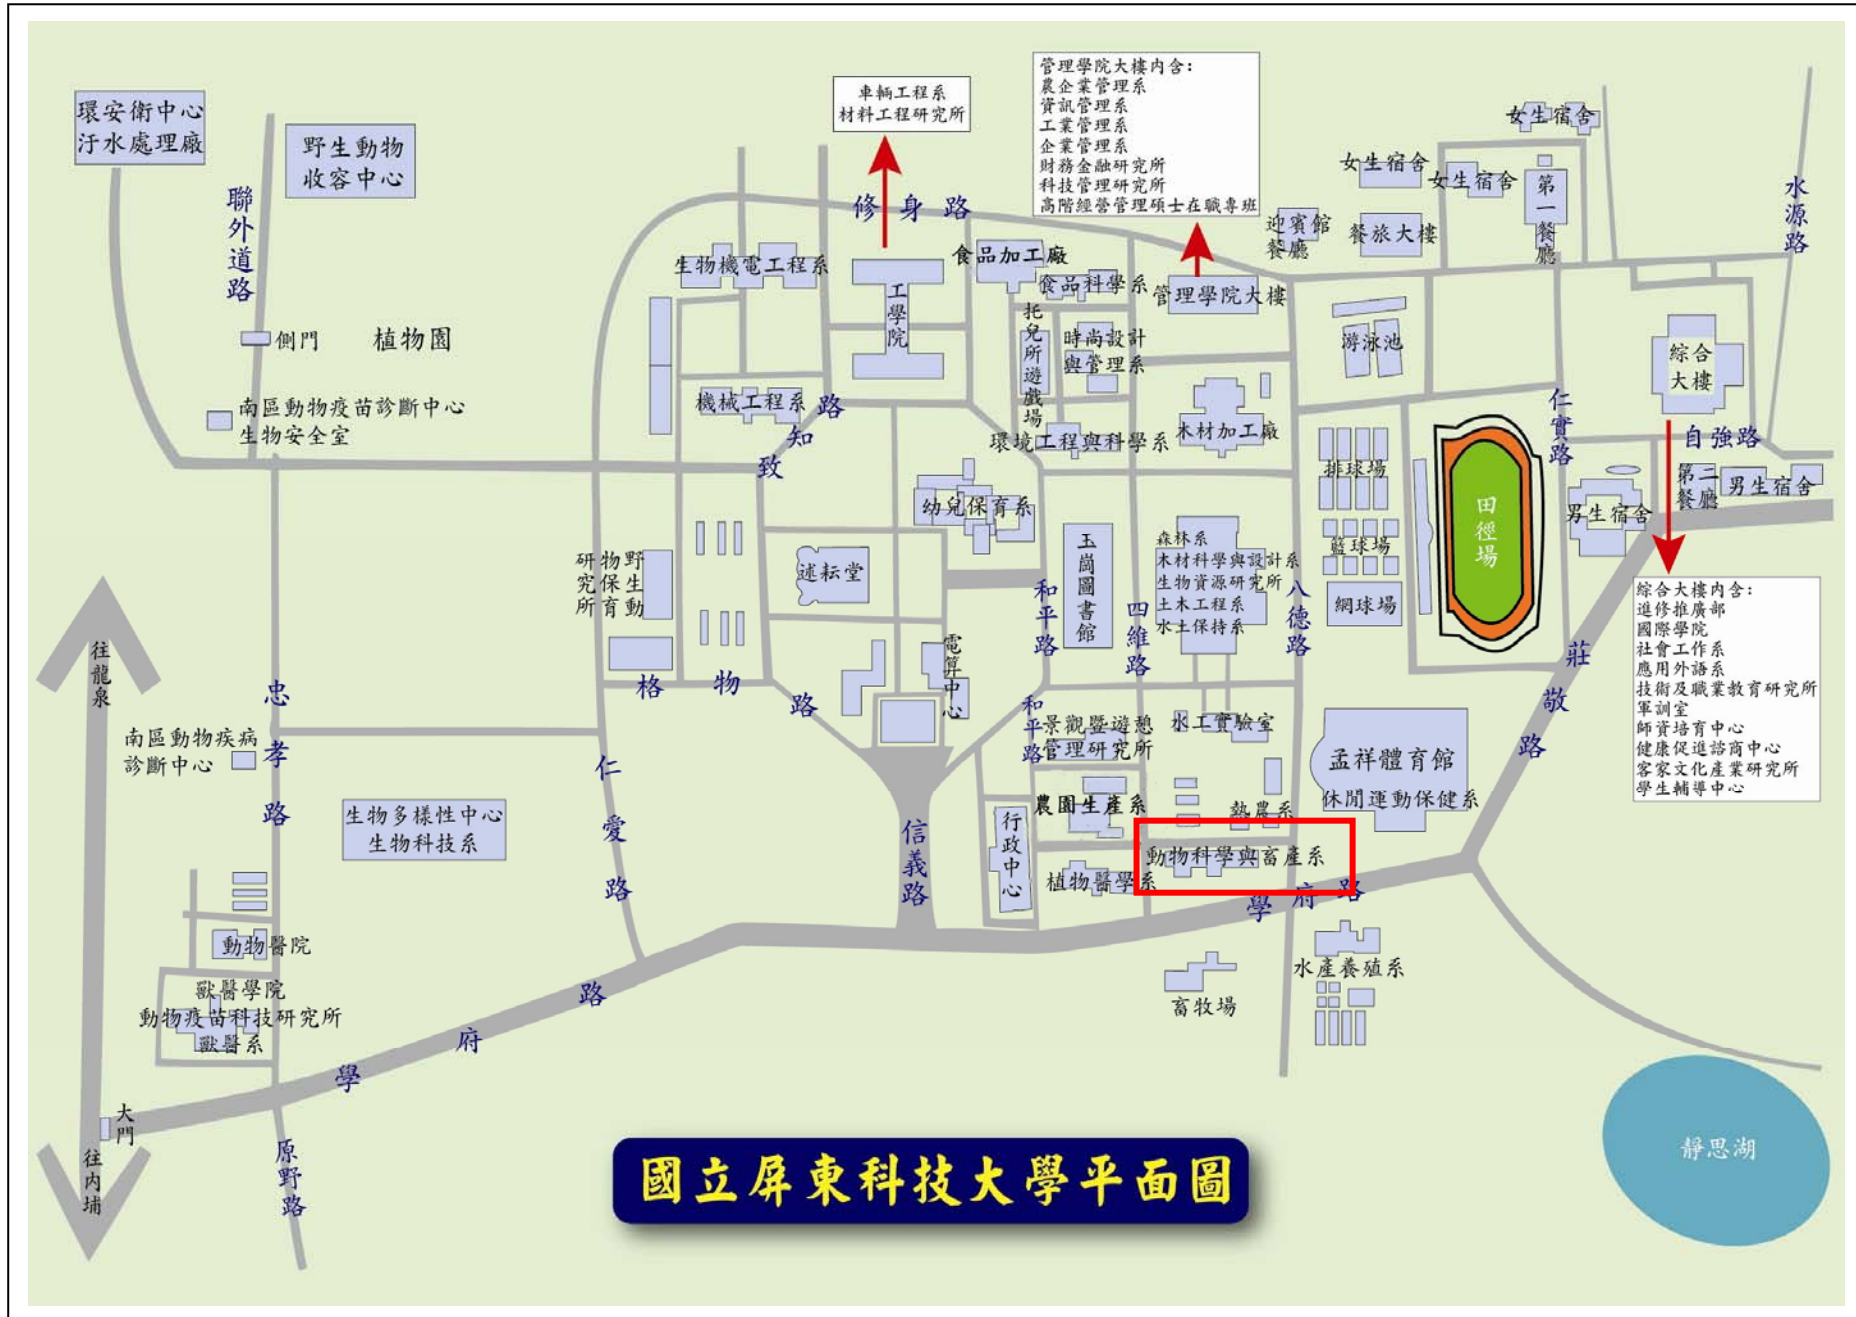 環安衛中心
汙水處理廠
野生動物
收容中心
聯外道路
側門
植物園
南區動物疫苗診斷中心
生物安全室
車輛工程系
材料工程研究所
修身路
管理學院大樓內含:
農企業管理系
資訊管理系
工業管理系
企業管理系
財務金融研究所
科技管理研究所
高階經營管理碩士在職專班
生物機電工程系
工學院
食品加工廠
食品科學系
管理學院大樓
托兒所遊戲場
時尚設計
與管理系
機械工程系
致知路
環境工程與科學系
木材加工廠
迎賓館
餐廳
餐旅大樓
女生宿舍
女生宿舍
女生宿舍
第一餐廳
水源路
游泳池
綜合
大樓
仁實路
自強路
排球場
籃球場
網球場
田徑場
男生宿舍
第二
餐廳
男生宿舍
幼兒保育系
述耘堂
野生動
物保育
研究所
玉崗圖書館
和平路
四維路
森林系
木材科學與設計系
生物資源研究所
土木工程系
水土保持系
八德路
綜合大樓內含:
進修推廣部
國際學院
社會工作系
應用外語系
技術及職業教育研究所
軍訓室
師資培育中心
健康促進諮商中心
客家文化產業研究所
學生輔導中心
莊敬路
往龍泉
忠孝路
格物路
電算中心
和平路
景觀暨遊憩
管理研究所
水工實驗室
孟祥體育館
休閒運動保健系
南區動物疾病
診斷中心
生物多樣性中心
生物科技系
仁愛路
信義路
行政中心
農園生產系
熱農系
動物科學與畜產系
植物醫學系
學府路
動物醫院
獸醫學院
動物疫苗科技研究所
獸醫系
學府路
畜牧場
水產養殖系
大門
往內埔
原野路
靜思湖
國立屏東科技大學平面圖